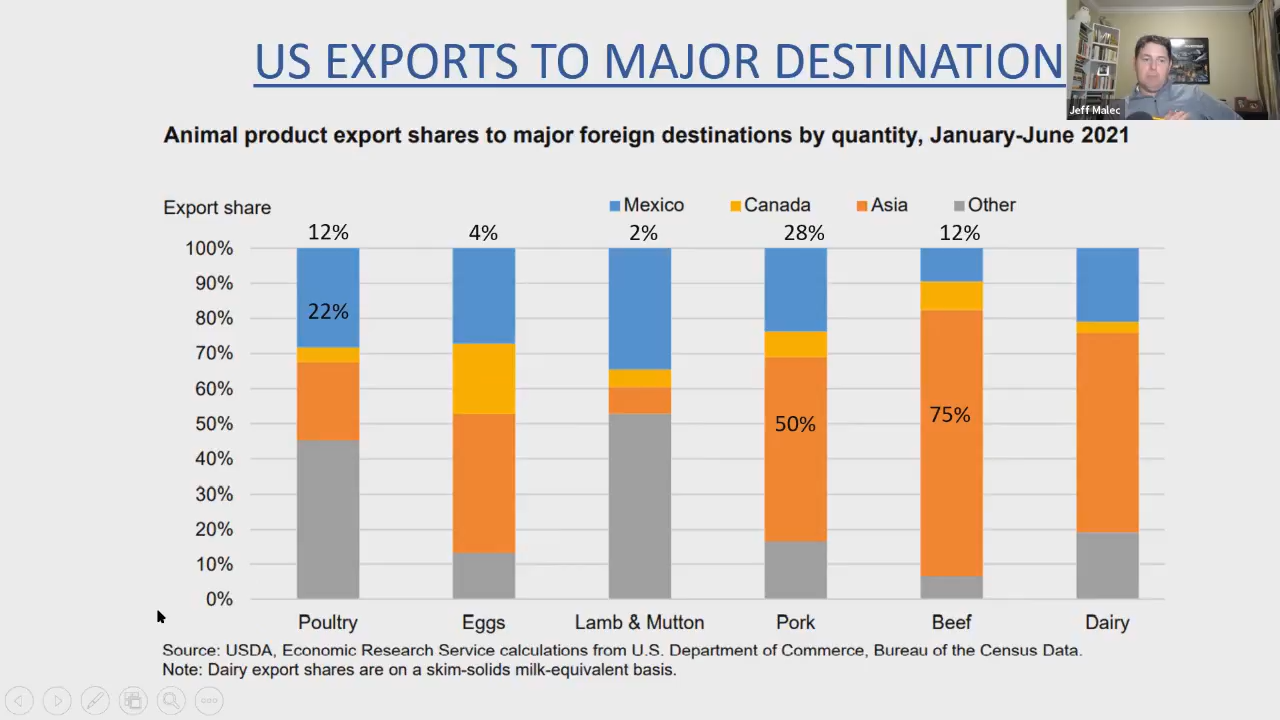 US EXPORTS TO MAJOR DESTINATION
Jeff Malec
Animal product export shares to major foreign destinations by quantity, January-June 2021
Export share
Mexico Canada Asia Other
12% 4% 2% 28% 12%
100%
90%
80%
22%
70%
60%
50%
50% 75%
40%
30%
20%
10%
0%
Poultry Eggs Lamb & Mutton Pork Beef Dairy
Source: USDA, Economic Research Service calculations from U.S. Department of Commerce, Bureau of the Census Data.
Note: Dairy export shares are on a skim-solids milk-equivalent basis.